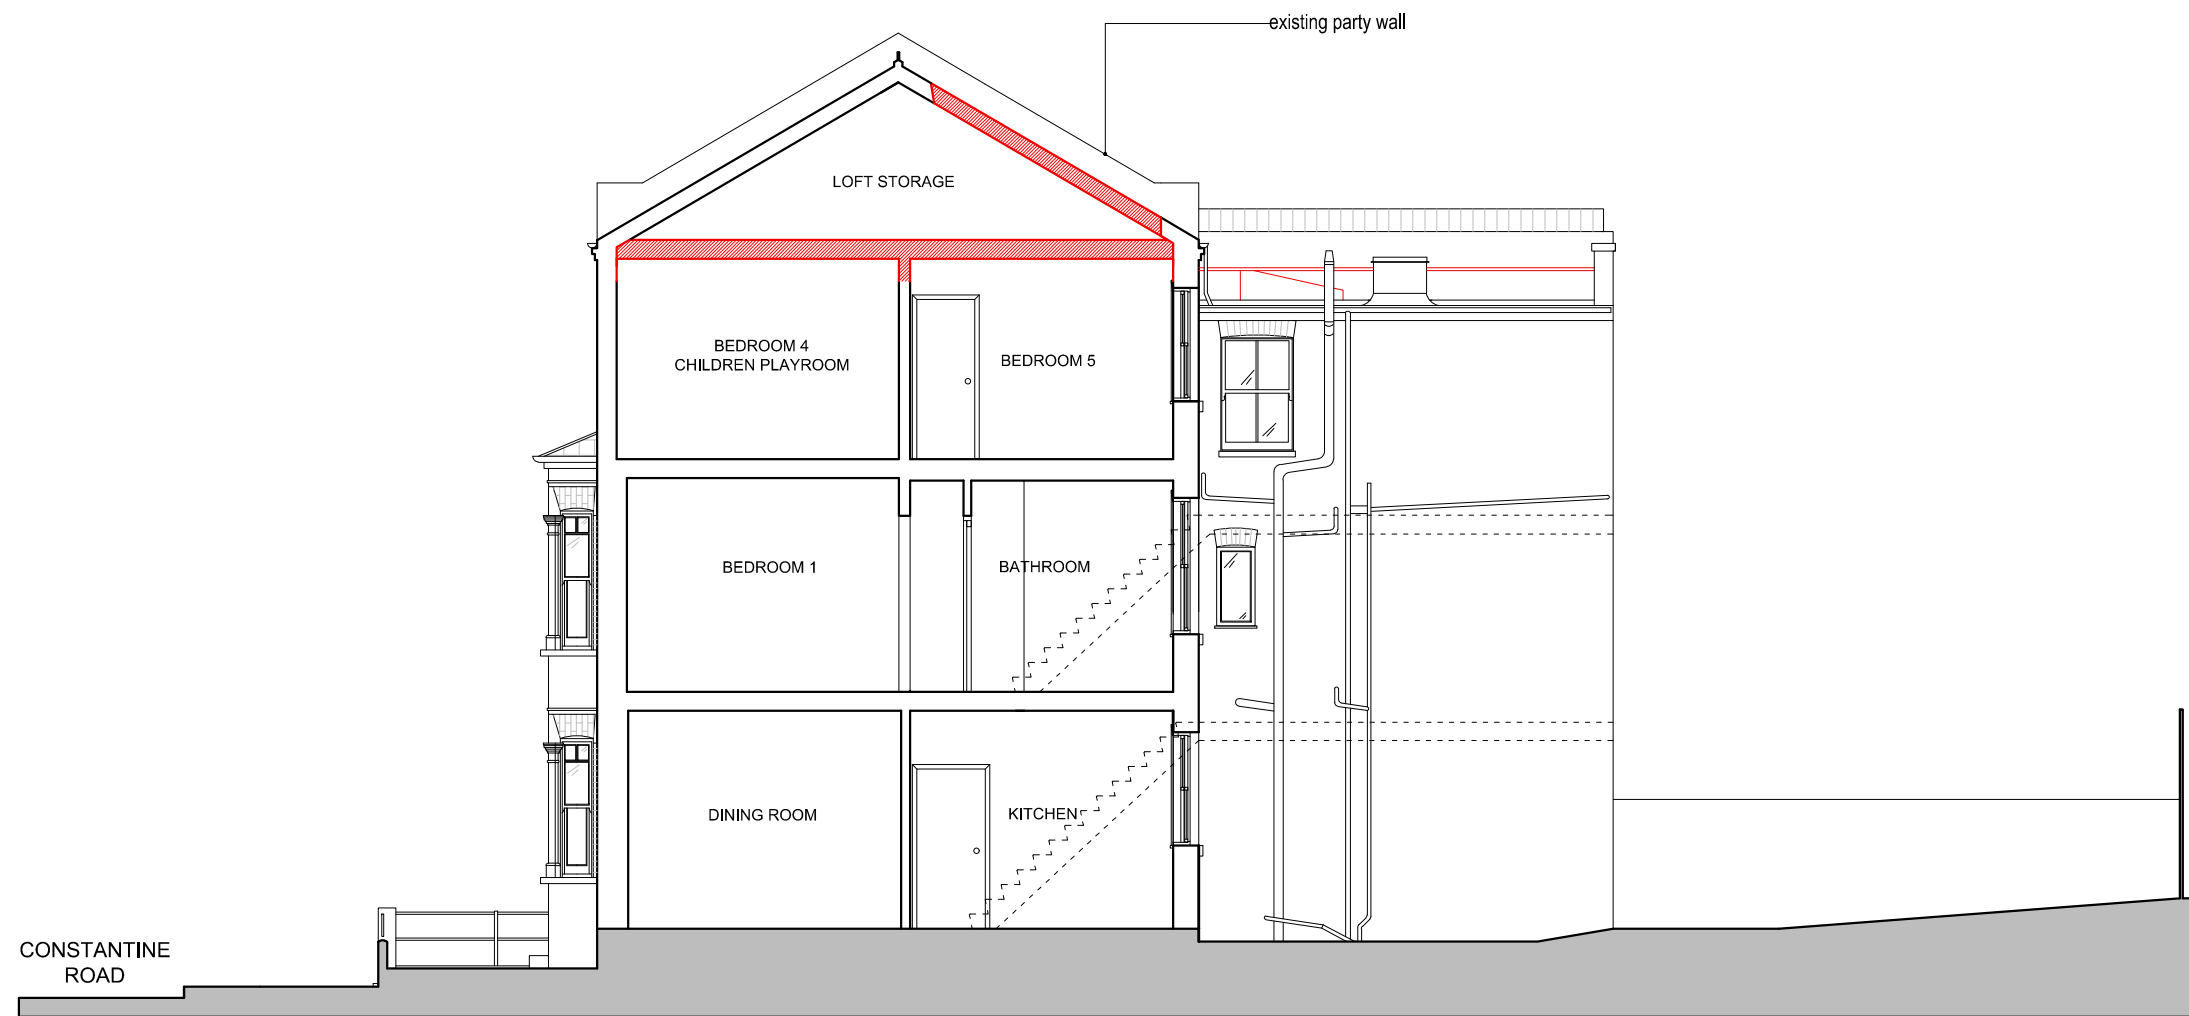 existing party wall
LOFT STORAGE
BEDROOM 4
CHILDREN PLAYROOM
BEDROOM 5
BEDROOM 1
BATHROOM
DINING ROOM
KITCHEN
CONSTANTINE
ROAD